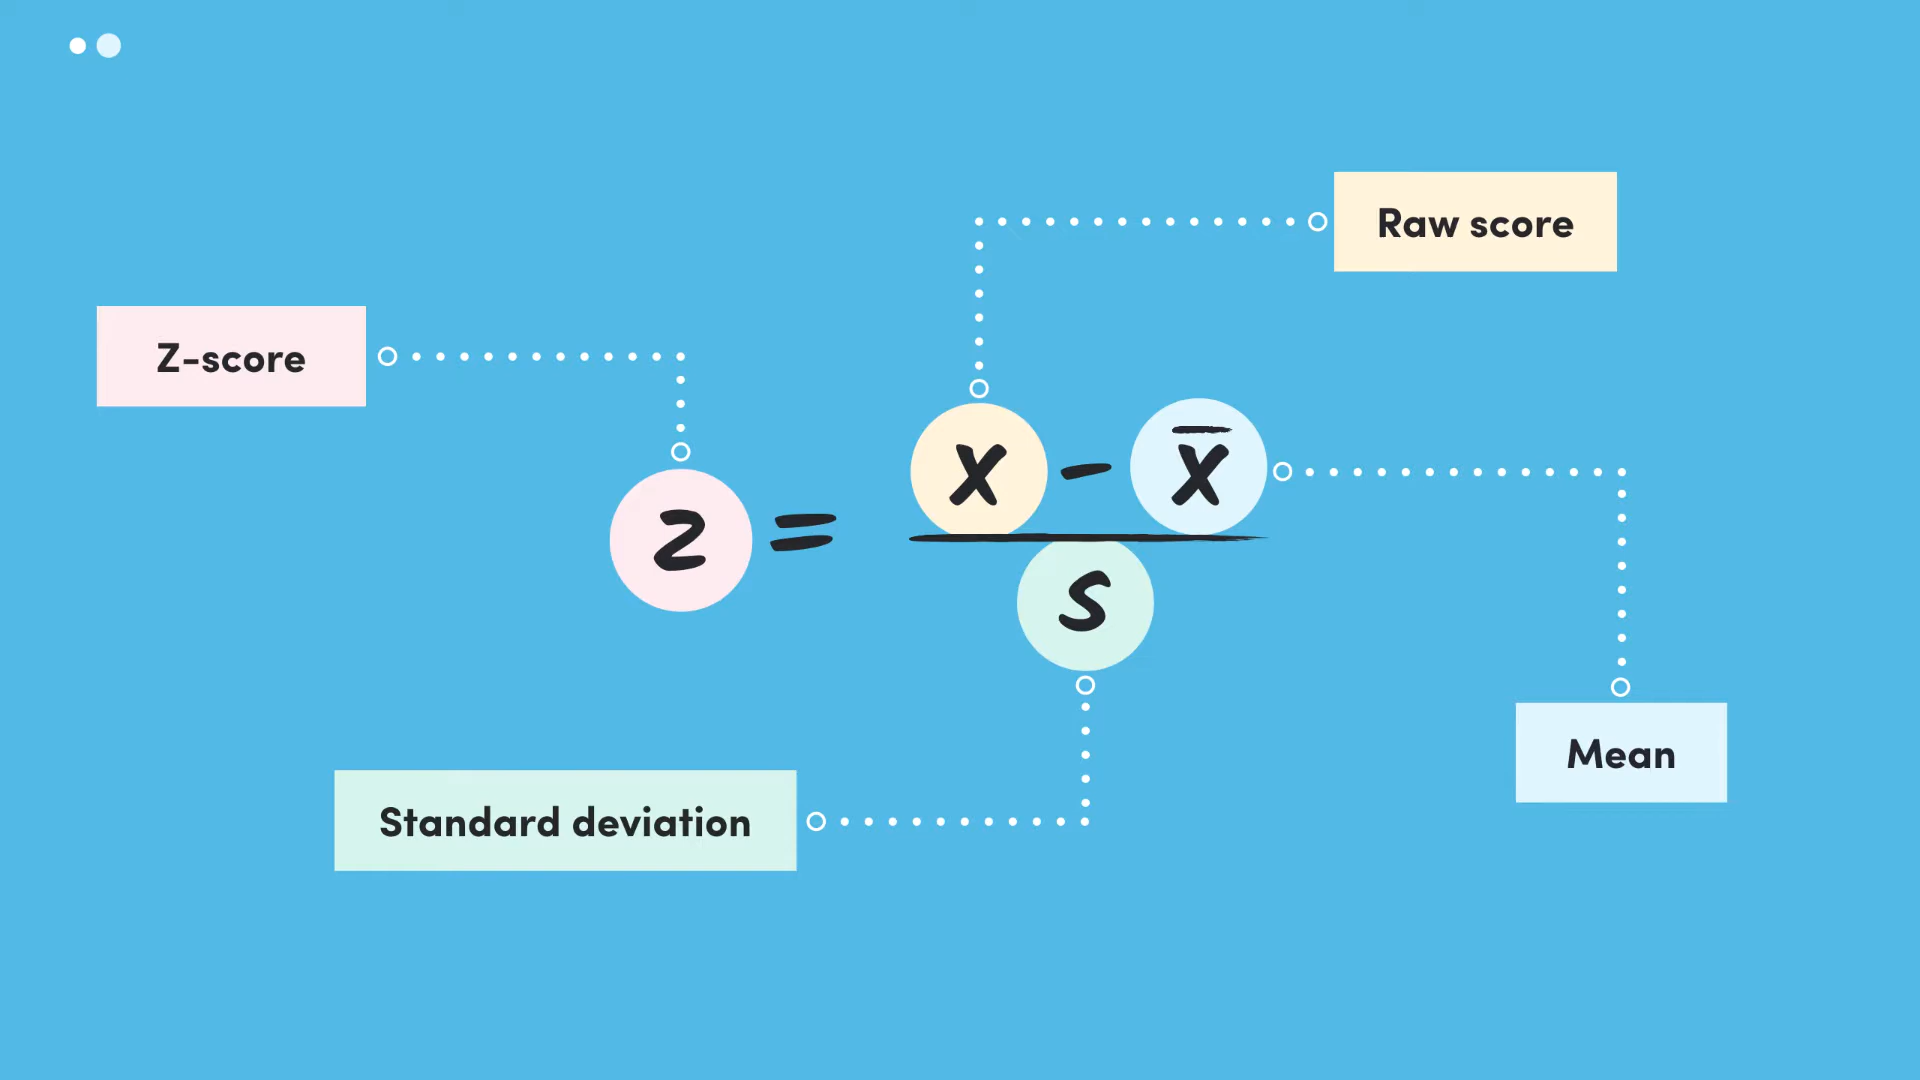 Raw score
Z-score
z = x - x̄
s
Standard deviation
Mean